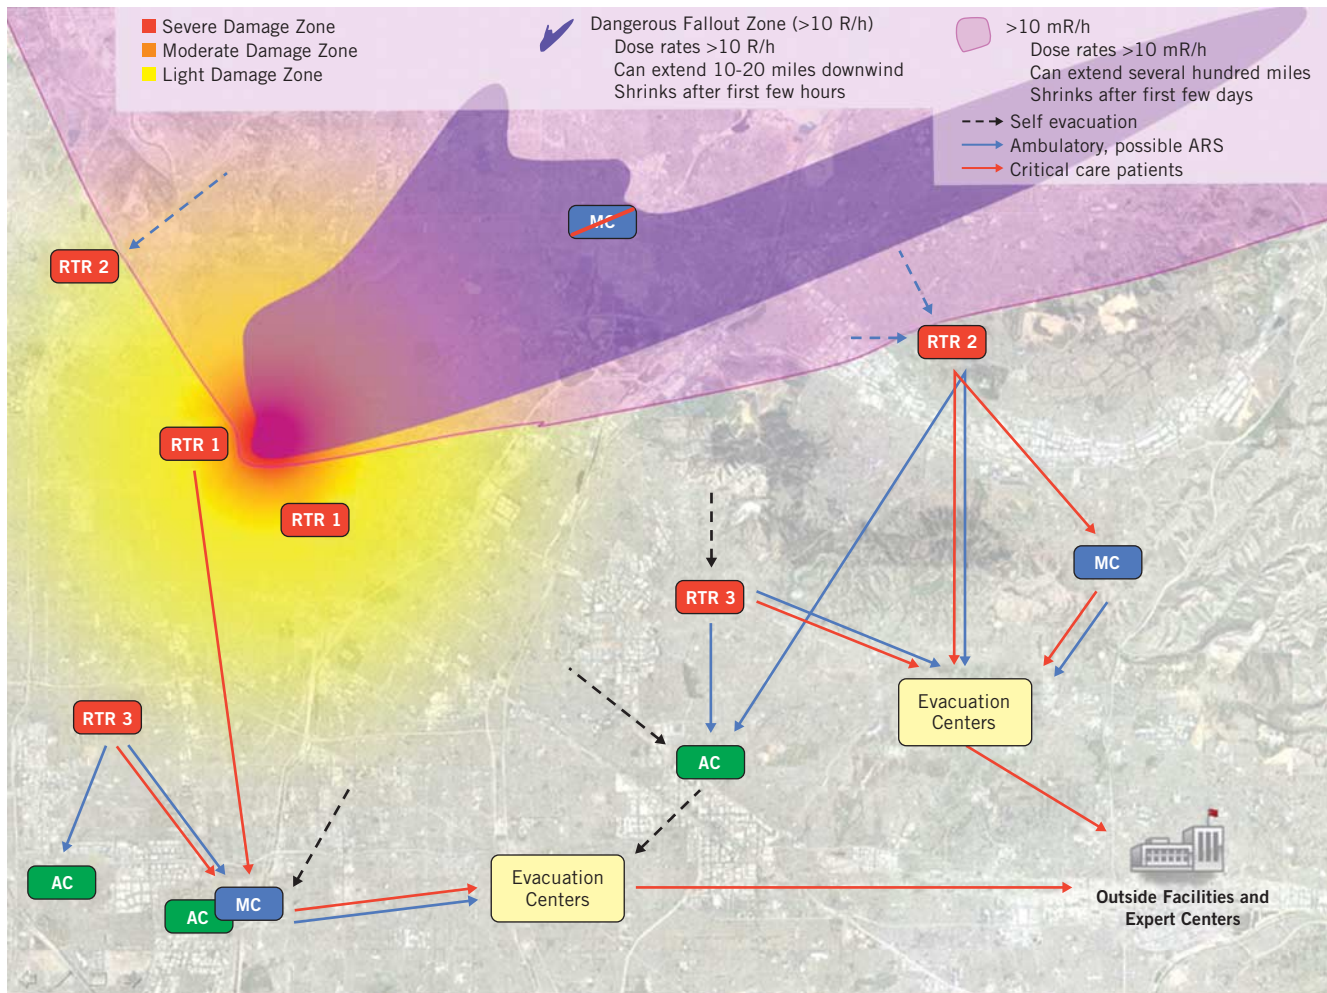 Severe Damage Zone
Moderate Damage Zone
Light Damage Zone
Dangerous Fallout Zone (>10 R/h)
Dose rates >10 R/h
Can extend 10-20 miles downwind
Shrinks after first few hours
>10 mR/h
Dose rates >10 mR/h
Can extend several hundred miles
Shrinks after first few days
Self evacuation
Ambulatory, possible ARS
Critical care patients
MC
RTR 2
RTR 2
RTR 1
RTR 1
MC
RTR 3
RTR 3
Evacuation
Centers
AC
AC
AC
MC
Evacuation
Centers
Outside Facilities and
Expert Centers